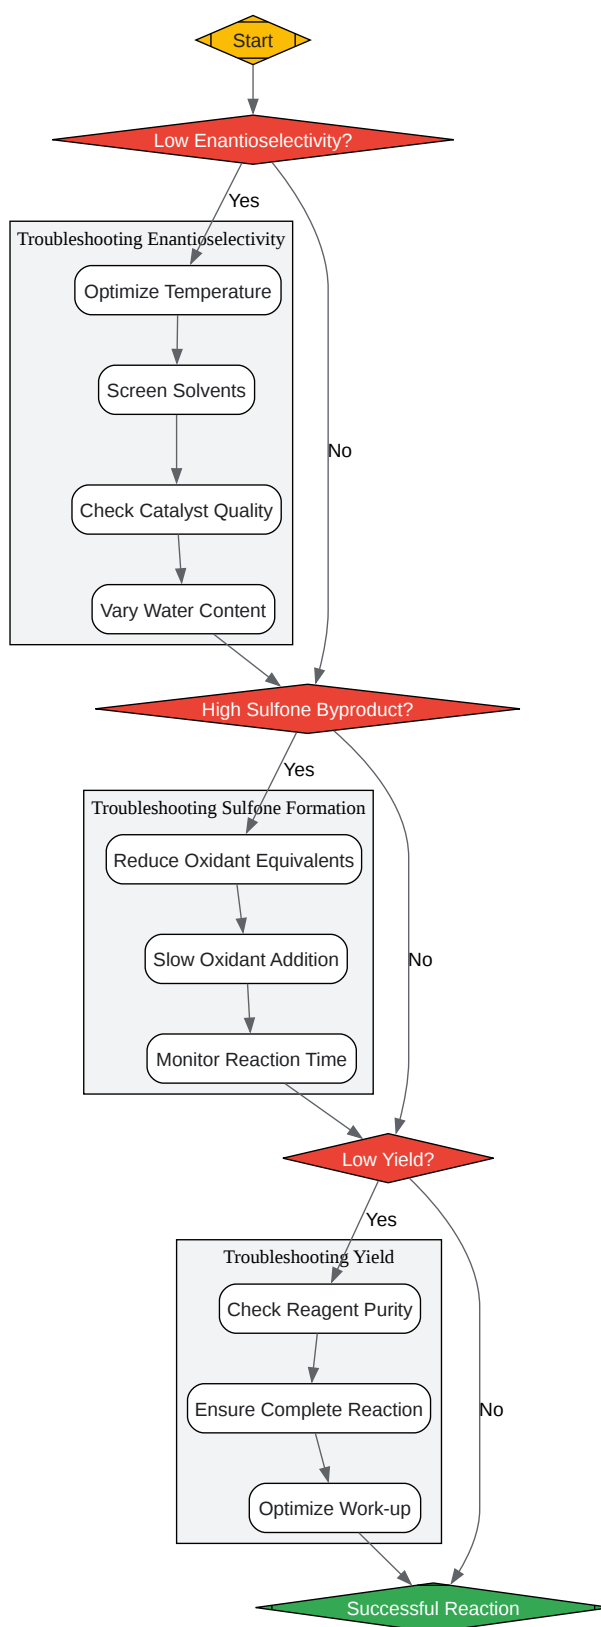 Start
Low Enantioselectivity?
Yes
Troubleshooting Enantioselectivity
Optimize Temperature
Screen Solvents
No
Check Catalyst Quality
Vary Water Content
High Sulfone Byproduct?
Yes
Troubleshooting Sulfone Formation
Reduce Oxidant Equivalents
Slow Oxidant Addition
No
Monitor Reaction Time
Low Yield?
Yes
Troubleshooting Yield
Check Reagent Purity
Ensure Complete Reaction
No
Optimize Work-up
Successful Reaction